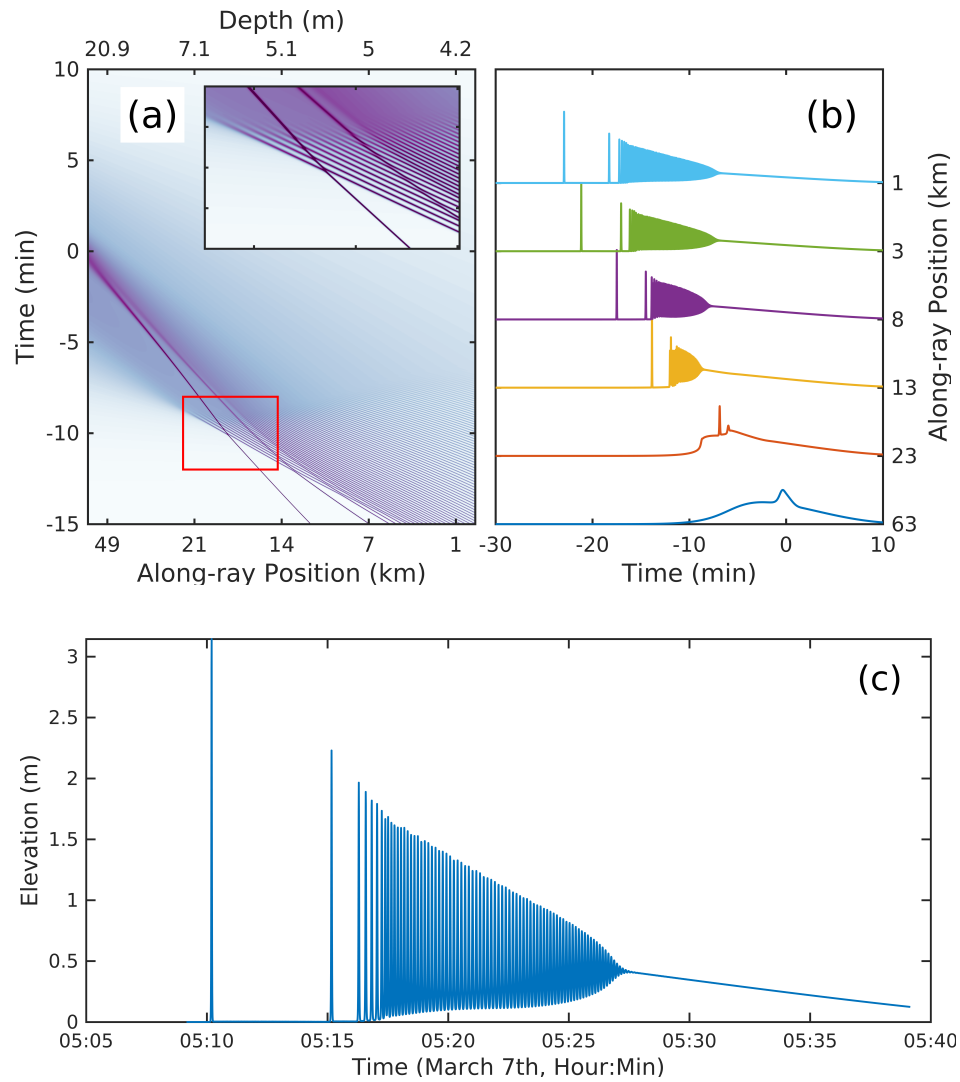 Depth (m)
20.9 7.1 5.1 5 4.2
10
5
0
-5
-10
-15
Time (min)
(a)
49 21 14 7 1
Along-ray Position (km)
(b)
1
3
8
13
23
63
Along-ray Position (km)
-30 -20 -10 0 10
Time (min)
(c)
3
2.5
2
1.5
1
0.5
0
Elevation (m)
05:05 05:10 05:15 05:20 05:25 05:30 05:35 05:40
Time (March 7th, Hour:Min)